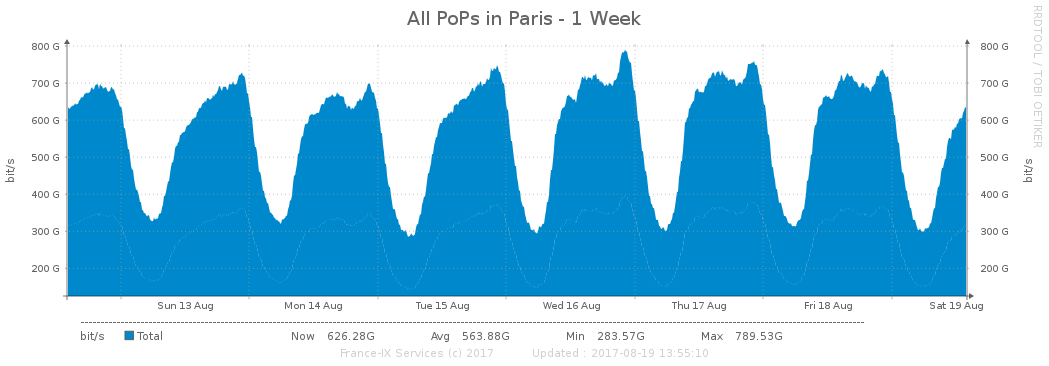 All PoPs in Paris - 1 Week
RRDTOOL / TOBI OETIKER
800 G 800 G
700 G 700 G
600 G 600 G
500 G 500 G
400 G 400 G
300 G 300 G
200 G 200 G
bit/s
bit/s
Sun 13 Aug Mon 14 Aug Tue 15 Aug Wed 16 Aug Thu 17 Aug Fri 18 Aug Sat 19 Aug
bit/s Total Now 626.28G Avg 563.88G Min 283.57G Max 789.53G
France-IX Services (c) 2017 Updated : 2017-08-19 13:55:10